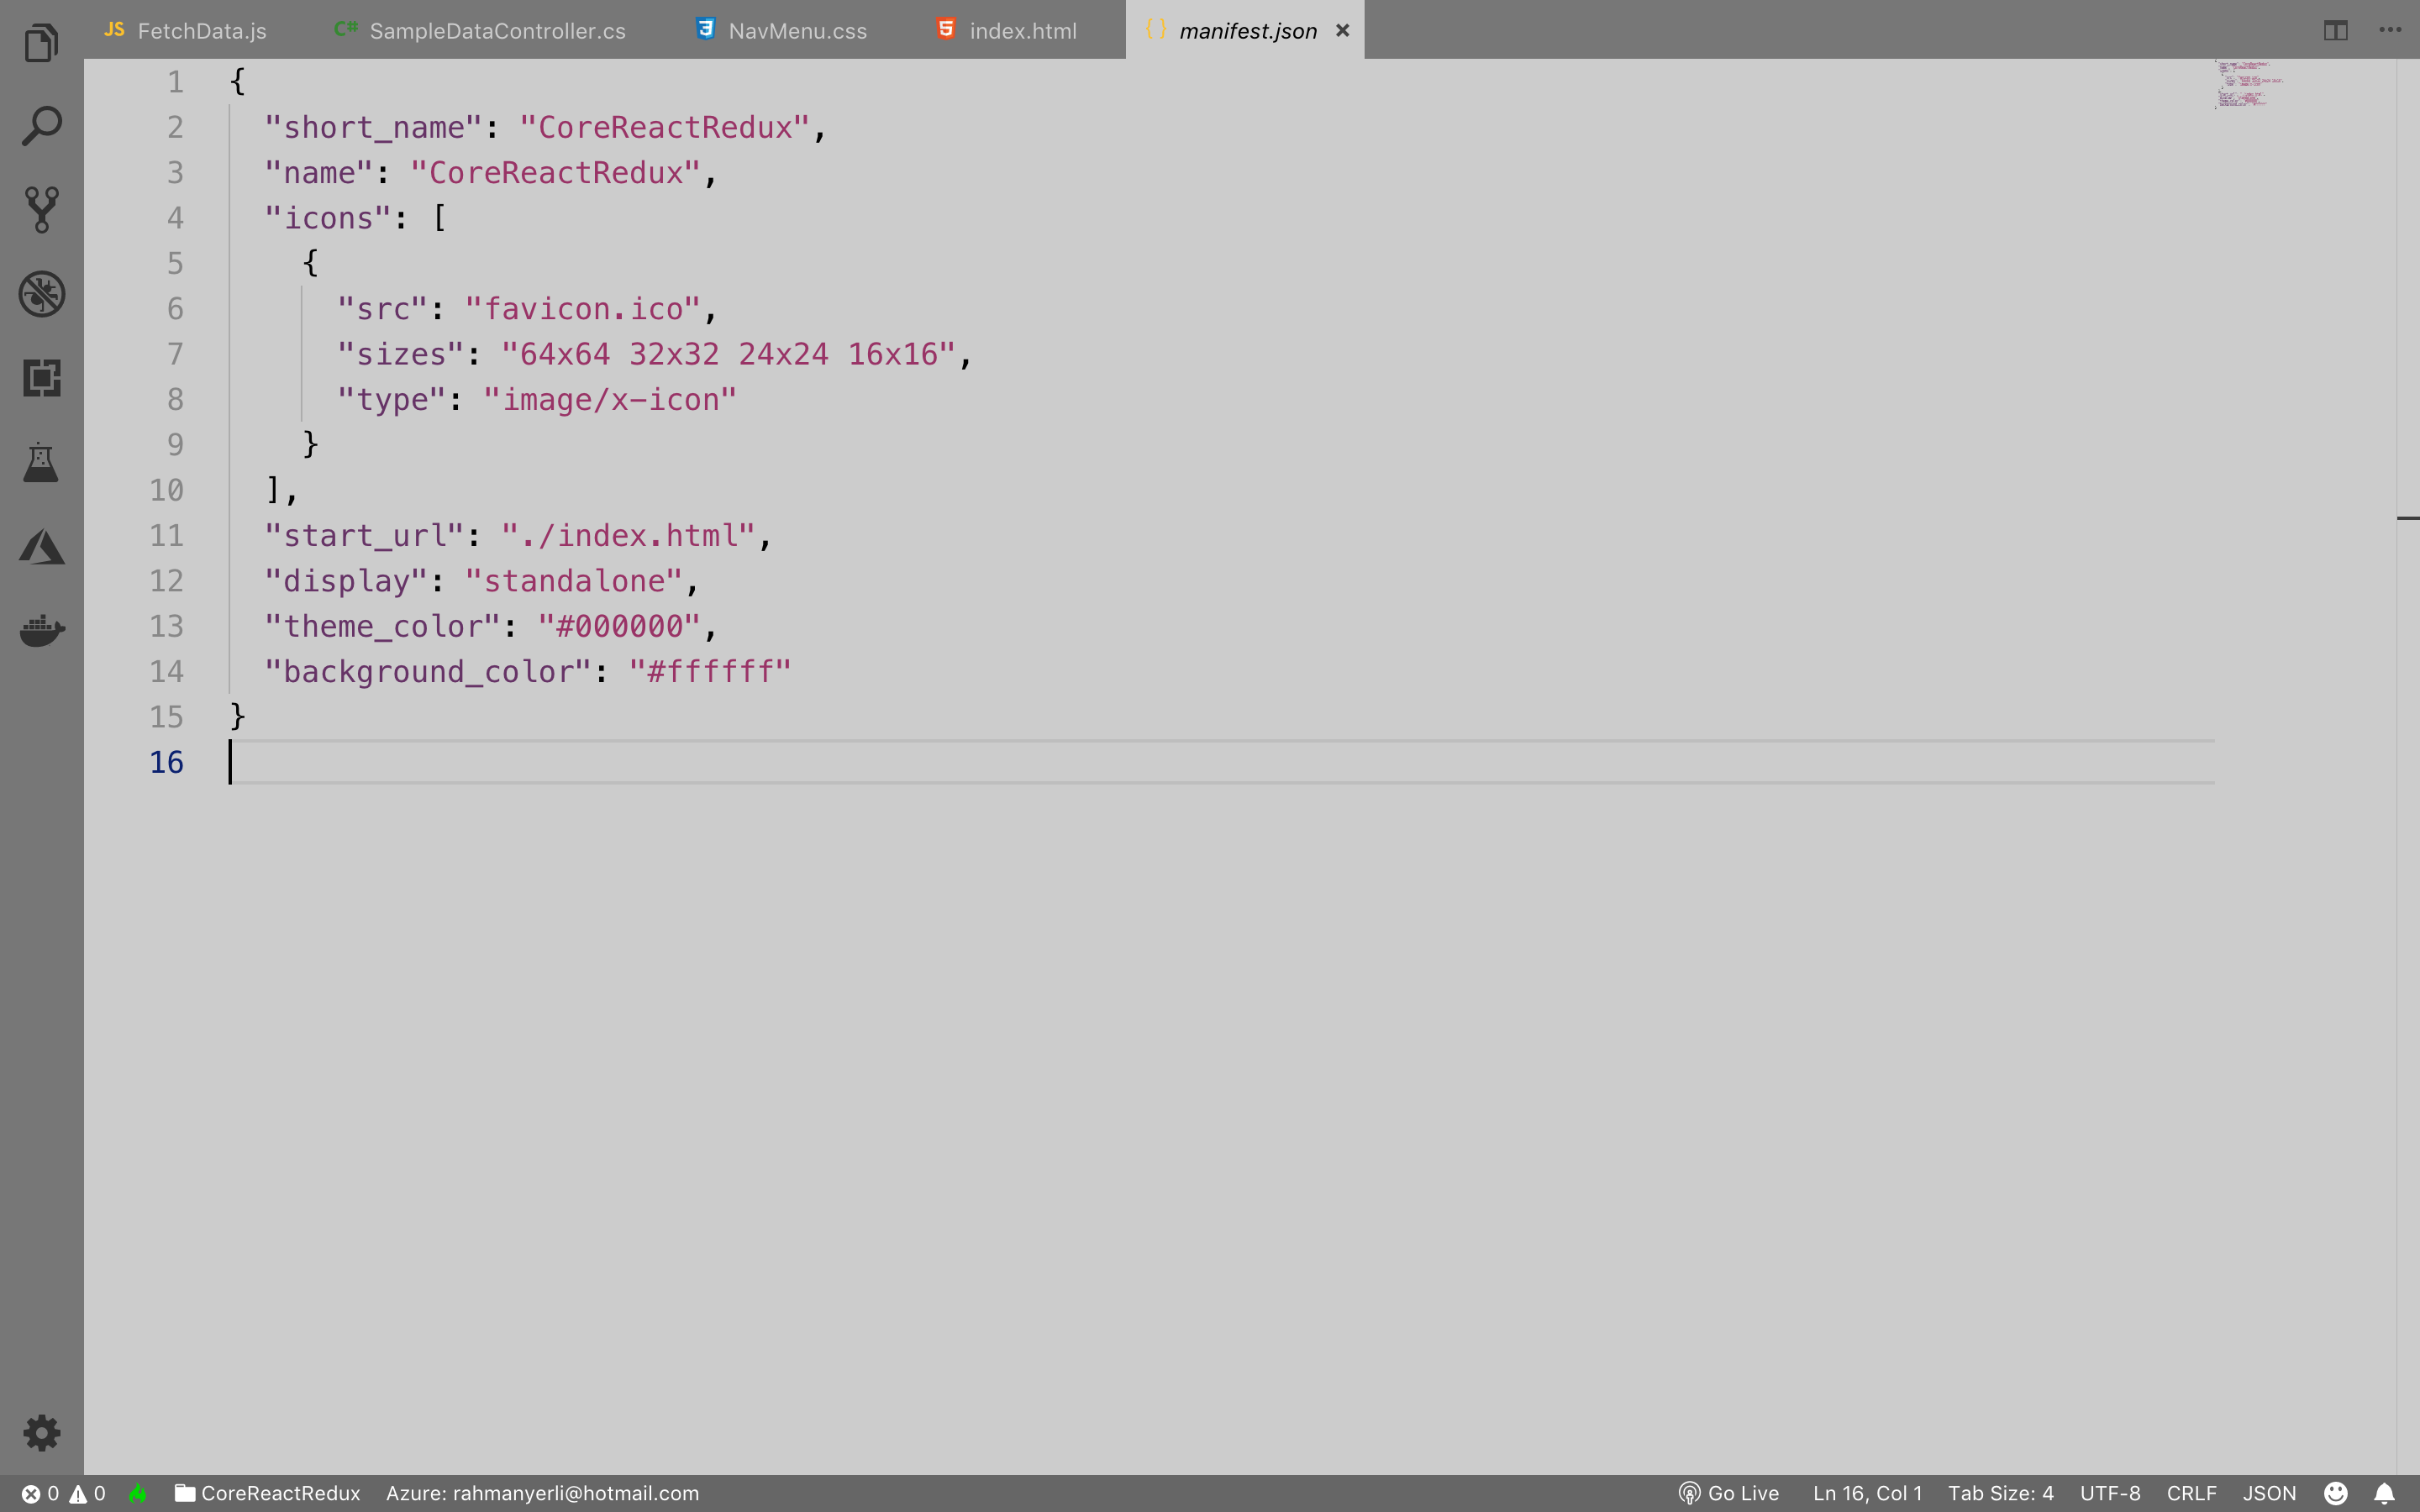 JS FetchData.js C# SampleDataController.cs NavMenu.css index.html { } manifest.json
1 {
2 "short_name": "CoreReactRedux",
3 "name": "CoreReactRedux",
4 "icons": [
5 {
6 "src": "favicon.ico",
7 "sizes": "64x64 32x32 24x24 16x16",
8 "type": "image/x-icon"
9 }
10 ],
11 "start_url": "./index.html",
12 "display": "standalone",
13 "theme_color": "#000000",
14 "background_color": "#ffffff"
15 }
16
0 0 CoreReactRedux Azure: rahmanyerli@hotmail.com Go Live Ln 16, Col 1 Tab Size: 4 UTF-8 CRLF JSON